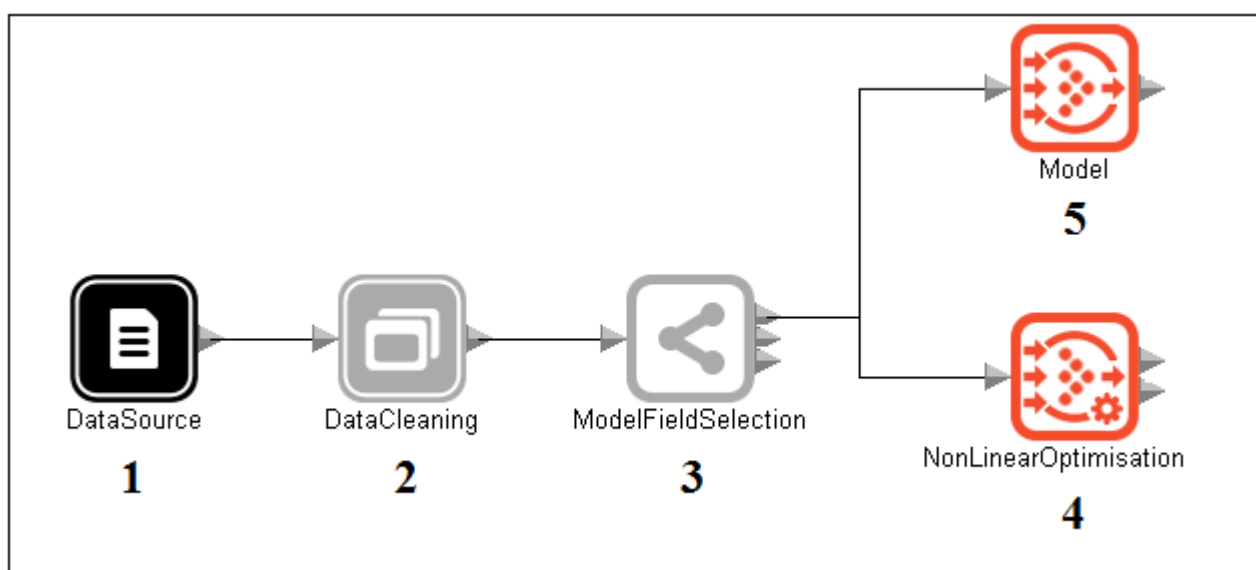 Model
5
DataSource
DataCleaning
ModelFieldSelection
1
2
3
NonLinearOptimisation
4